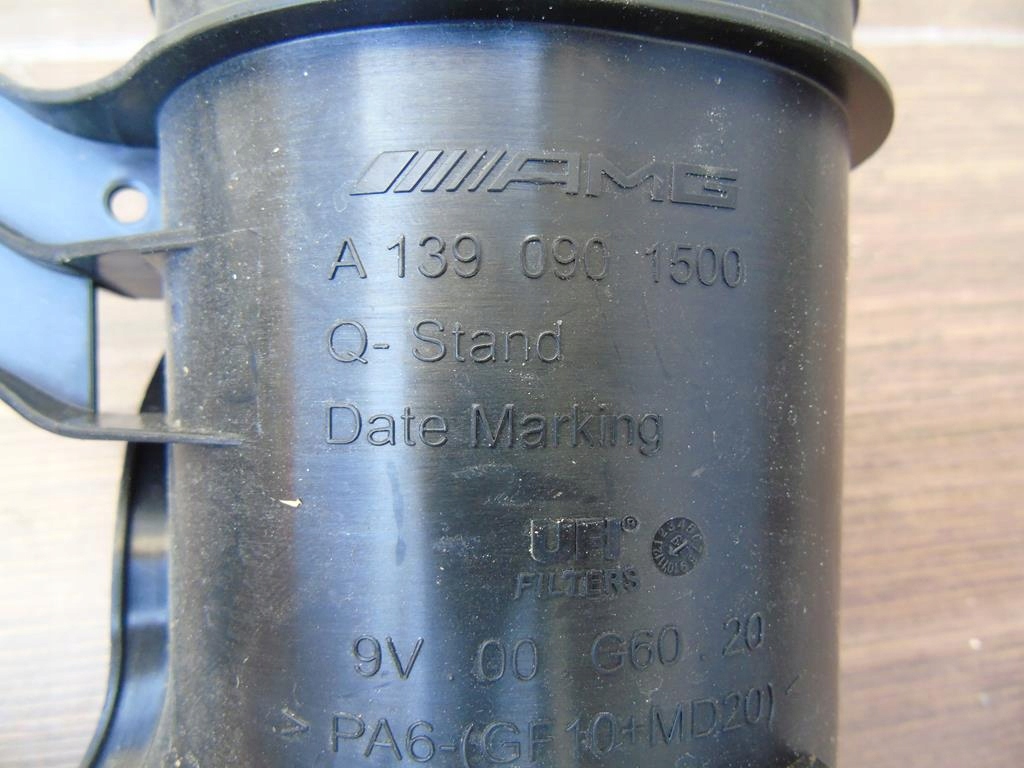 AMG
A 139 090 1500
Q- Stand
Date Marking
UFI®
FILTERS
9V . 00 . G60 . 20
> PA6-(GF10+MD20) <